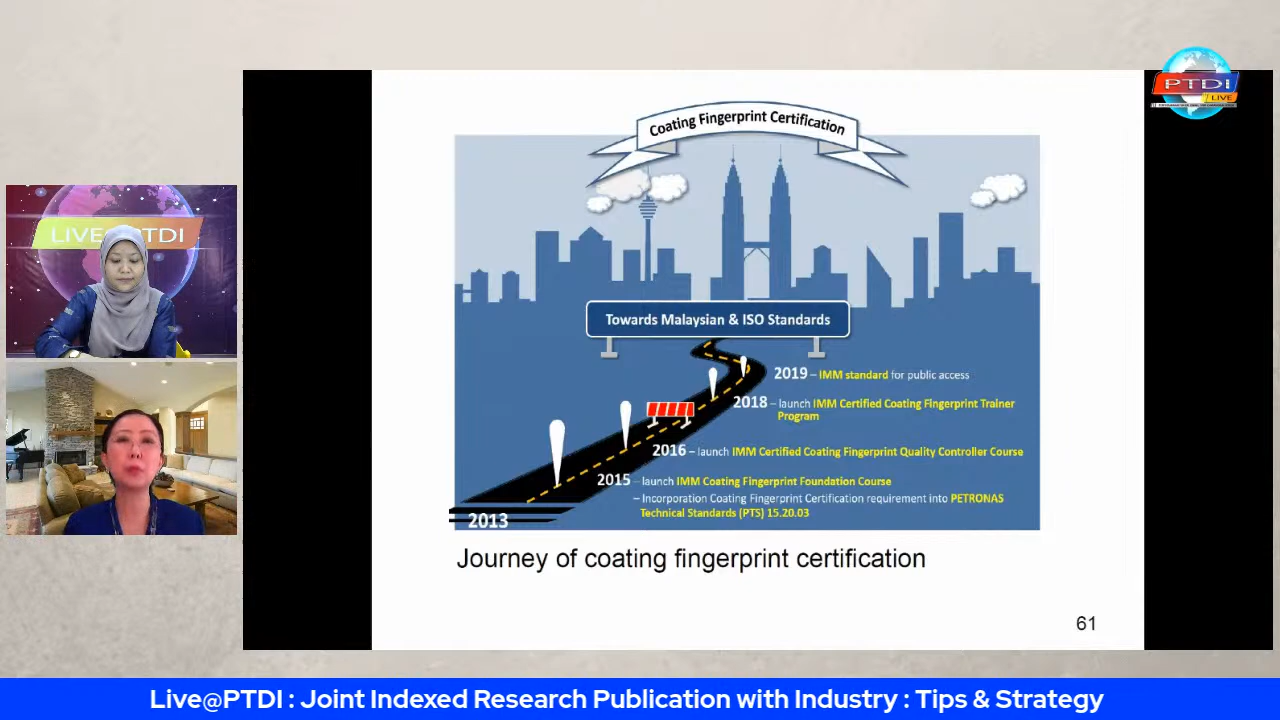 PTDI
LIVE
LIVE@PTDI
Coating Fingerprint Certification
Towards Malaysian & ISO Standards
2019 – IMM standard for public access
2018 – launch IMM Certified Coating Fingerprint Trainer
Program
2016 – launch IMM Certified Coating Fingerprint Quality Controller Course
2015 – launch IMM Coating Fingerprint Foundation Course
– Incorporation Coating Fingerprint Certification requirement into PETRONAS
Technical Standards (PTS) 15.20.03
2013
Journey of coating fingerprint certification
61
Live@PTDI : Joint Indexed Research Publication with Industry : Tips & Strategy